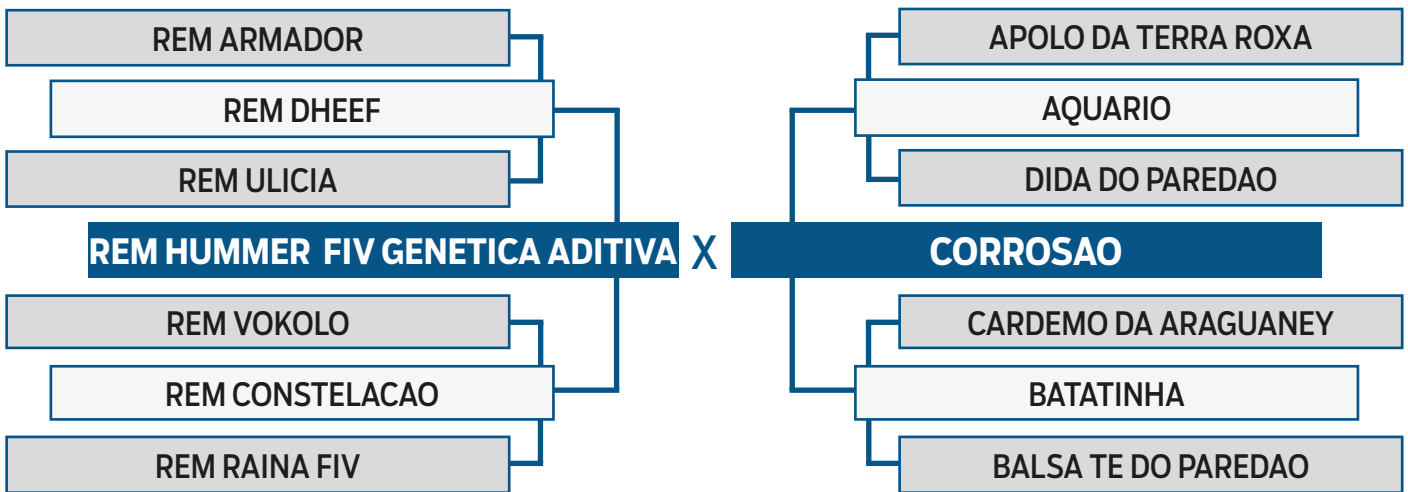 REM ARMADOR
APOLO DA TERRA ROXA
REM DHEEF
AQUARIO
REM ULICIA
DIDA DO PAREDAO
REM HUMMER FIV GENETICA ADITIVA X CORROSAO
REM VOKOLO
CARDEMO DA ARAGUANEY
REM CONSTELACAO
BATATINHA
REM RAINA FIV
BALSA TE DO PAREDAO